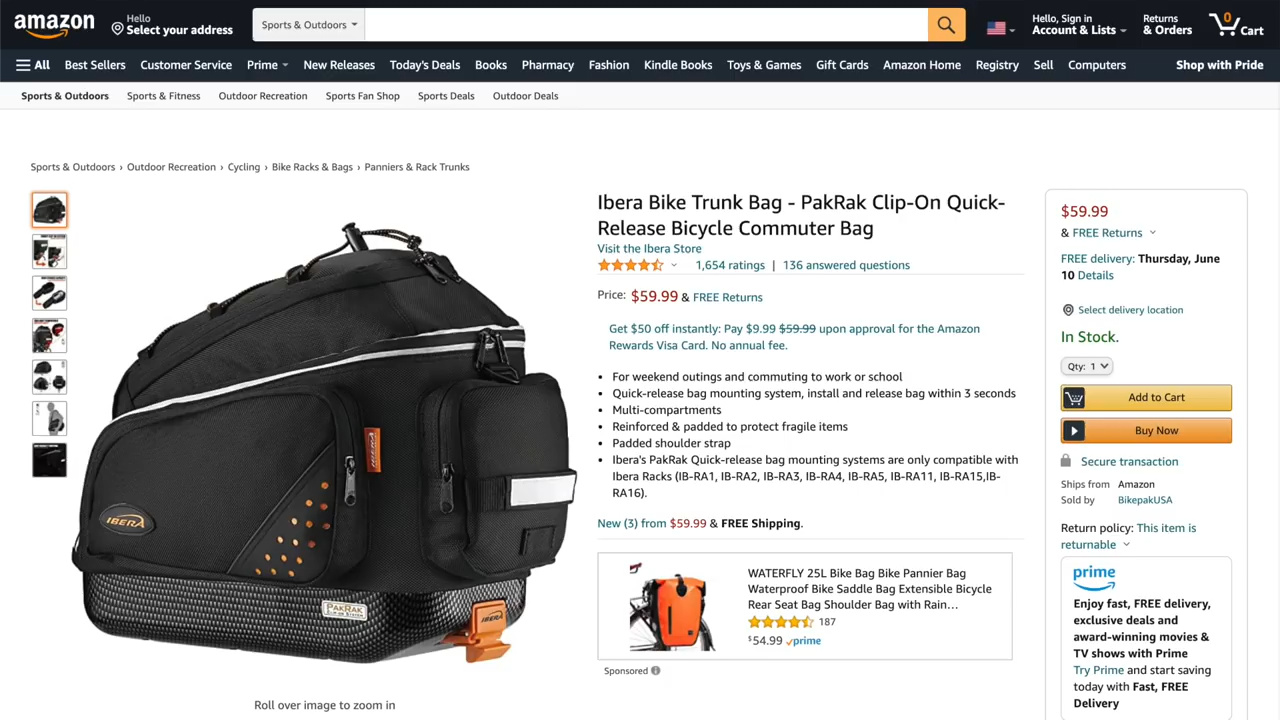 amazon
Hello
Select your address
Sports & Outdoors
Hello, Sign in
Account & Lists
Returns
& Orders
0
Cart
All
Best Sellers
Customer Service
Prime
New Releases
Today's Deals
Books
Pharmacy
Fashion
Kindle Books
Toys & Games
Gift Cards
Amazon Home
Registry
Sell
Computers
Shop with Pride
Sports & Outdoors
Sports & Fitness
Outdoor Recreation
Sports Fan Shop
Sports Deals
Outdoor Deals
Sports & Outdoors › Outdoor Recreation › Cycling › Bike Racks & Bags › Panniers & Rack Trunks
IBERA
IBERA
PAKRAK
IBERA
Roll over image to zoom in
Ibera Bike Trunk Bag - PakRak Clip-On Quick-
Release Bicycle Commuter Bag
Visit the Ibera Store
1,654 ratings | 136 answered questions
Price: $59.99 & FREE Returns
Get $50 off instantly: Pay $9.99 $59.99 upon approval for the Amazon
Rewards Visa Card. No annual fee.
• For weekend outings and commuting to work or school
• Quick-release bag mounting system, install and release bag within 3 seconds
• Multi-compartments
• Reinforced & padded to protect fragile items
• Padded shoulder strap
• Ibera's PakRak Quick-release bag mounting systems are only compatible with
Ibera Racks (IB-RA1, IB-RA2, IB-RA3, IB-RA4, IB-RA5, IB-RA11, IB-RA15,IB-
RA16).
New (3) from $59.99 & FREE Shipping.
WATERFLY 25L Bike Bag Bike Pannier Bag
Waterproof Bike Saddle Bag Extensible Bicycle
Rear Seat Bag Shoulder Bag with Rain…
187
$54.99 prime
Sponsored
$59.99
& FREE Returns
FREE delivery: Thursday, June
10 Details
Select delivery location
In Stock.
Qty: 1
Add to Cart
Buy Now
Secure transaction
Ships from Amazon
Sold by BikepakUSA
Return policy: This item is
returnable
prime
Enjoy fast, FREE delivery,
exclusive deals and
award-winning movies &
TV shows with Prime
Try Prime and start saving
today with Fast, FREE
Delivery